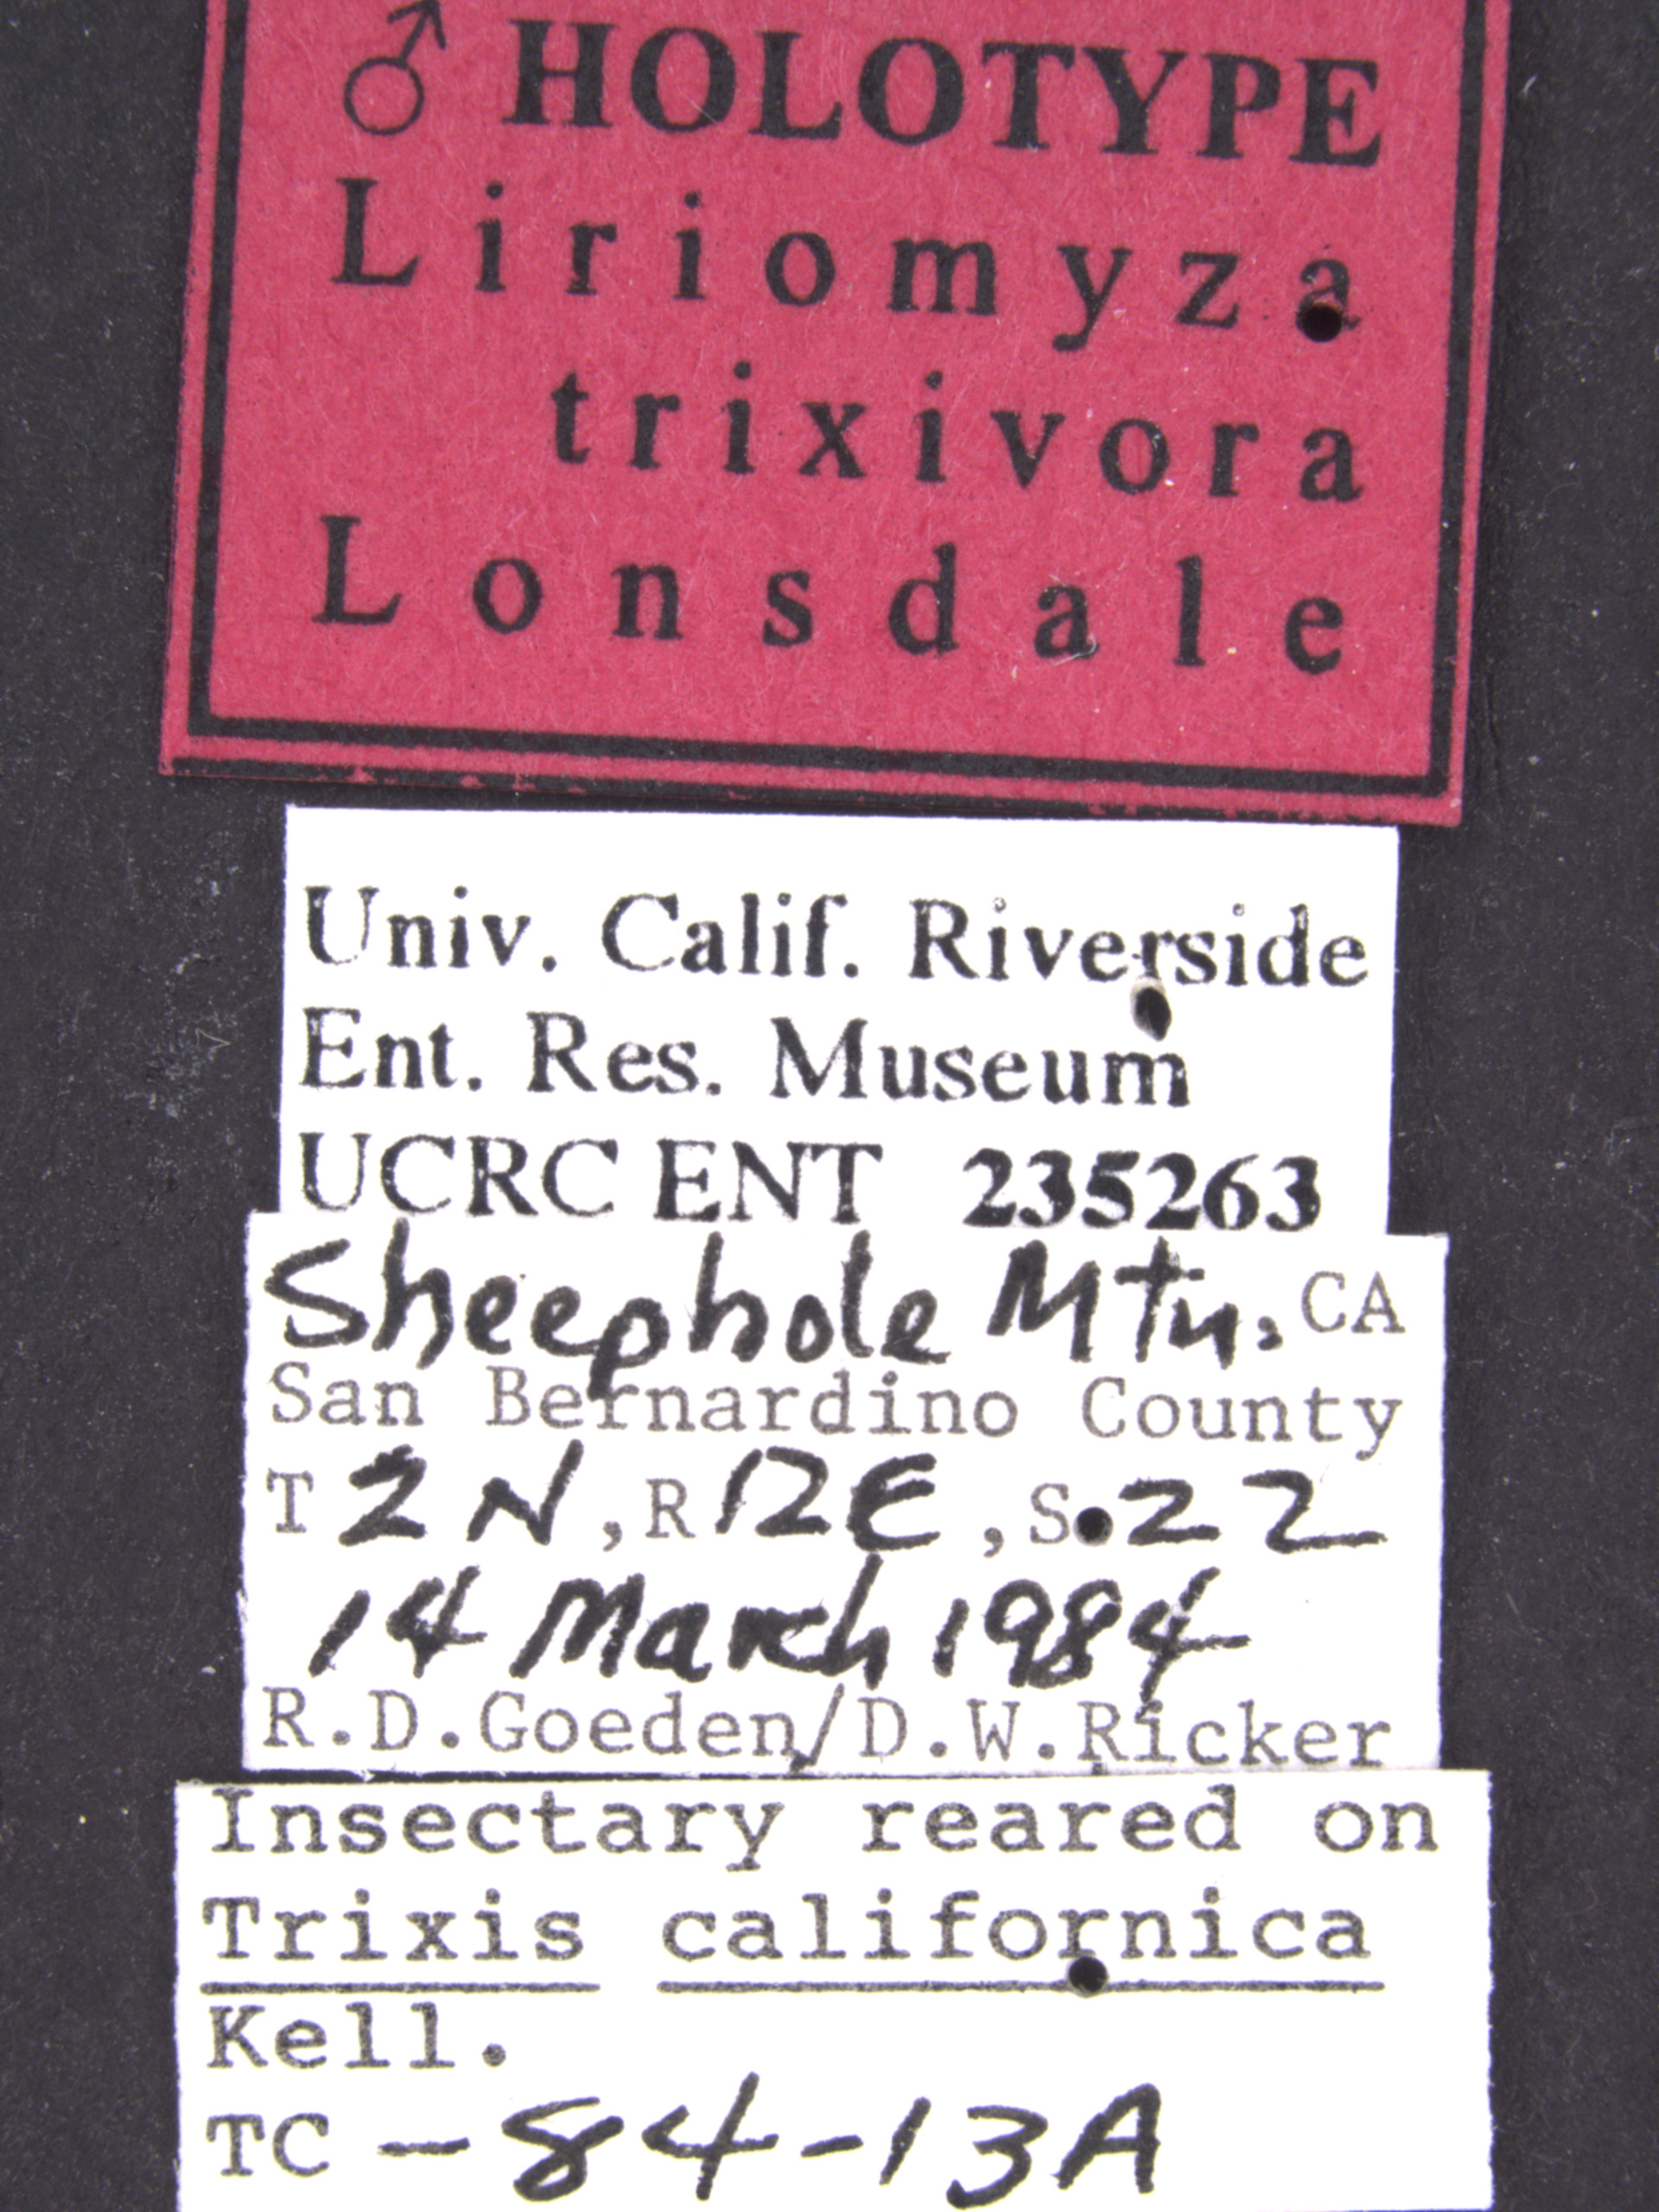 ♂ HOLOTYPE
Liriomyza
trixivora
Lonsdale
Univ. Calif. Riverside
Ent. Res. Museum
UCRC ENT 235263
Sheephole Mtn. CA
San Bernardino County
T 2N, R 12E, S.22
14 March 1984
R.D.Goeden/D.W.Ricker
Insectary reared on
Trixis californica
Kell.
TC -84-13A